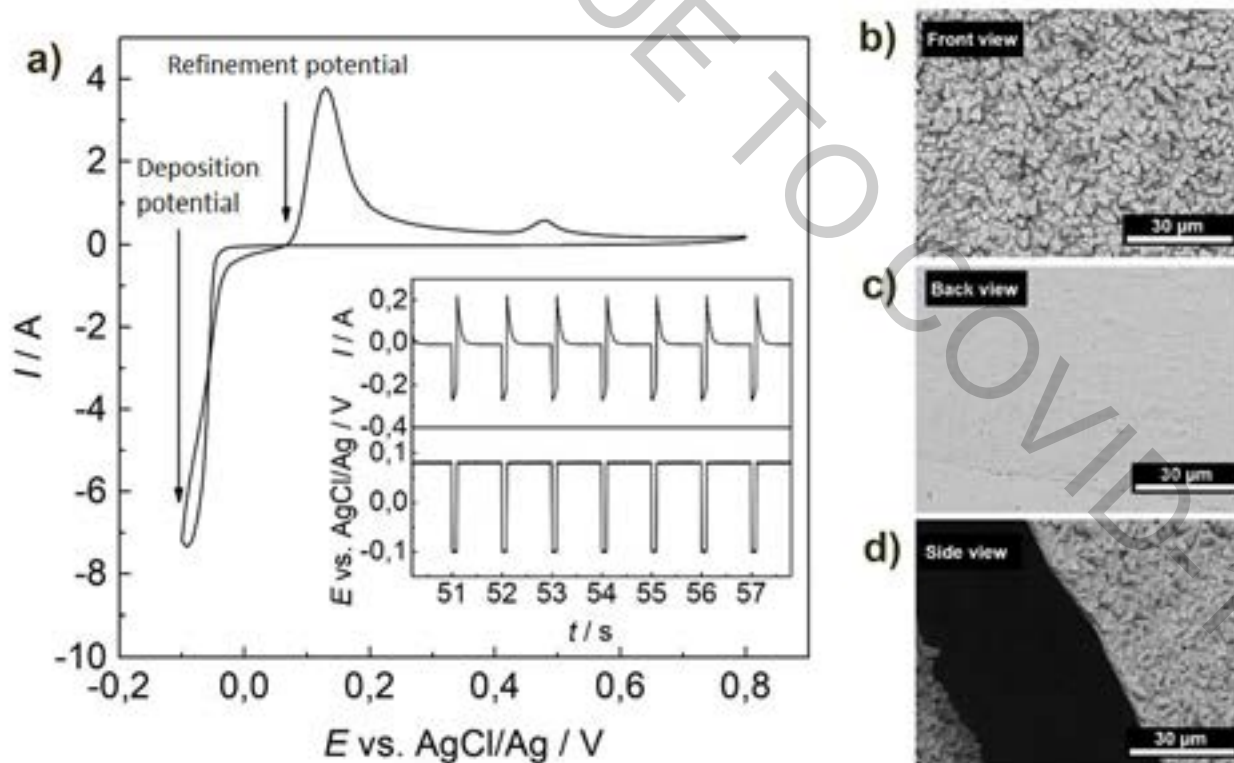 a)
Refinement potential
Deposition
potential
4
2
0
-2
-4
-6
-8
-10
I / A
-0,2
0,0
0,2
0,4
0,6
0,8
E vs. AgCl/Ag / V
0,2
0,0
-0,2
-0,4
I / A
0,1
0,0
-0,1
E vs. AgCl/Ag / V
51 52 53 54 55 56 57
t / s
b)
Front view
30 µm
c)
Back view
30 µm
d)
Side view
30 µm
UE TO COVID